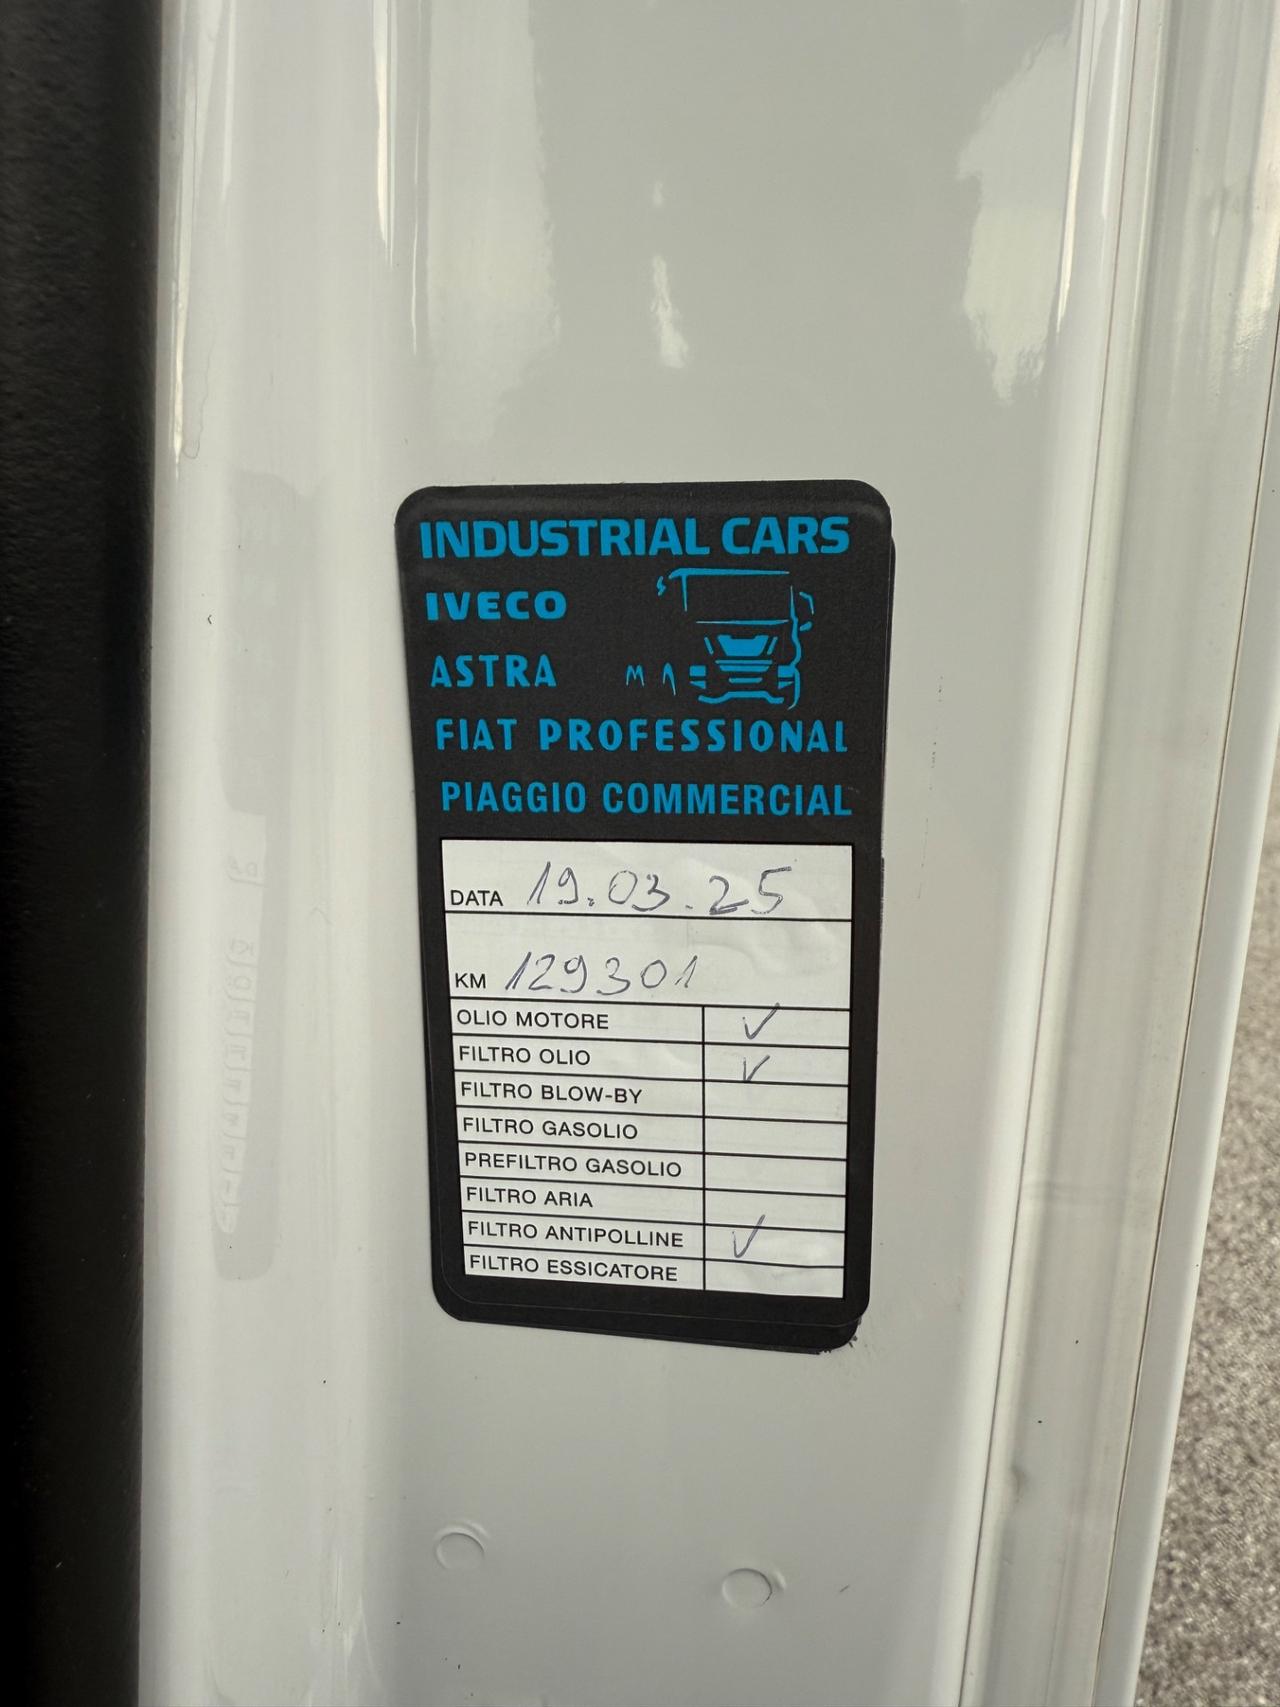 INDUSTRIAL CARS
IVECO
ASTRA
FIAT PROFESSIONAL
PIAGGIO COMMERCIAL
DATA 19.03.25
KM 129301
OLIO MOTORE ✓
FILTRO OLIO ✓
FILTRO BLOW-BY
FILTRO GASOLIO
PREFILTRO GASOLIO
FILTRO ARIA
FILTRO ANTIPOLLINE ✓
FILTRO ESSICATORE